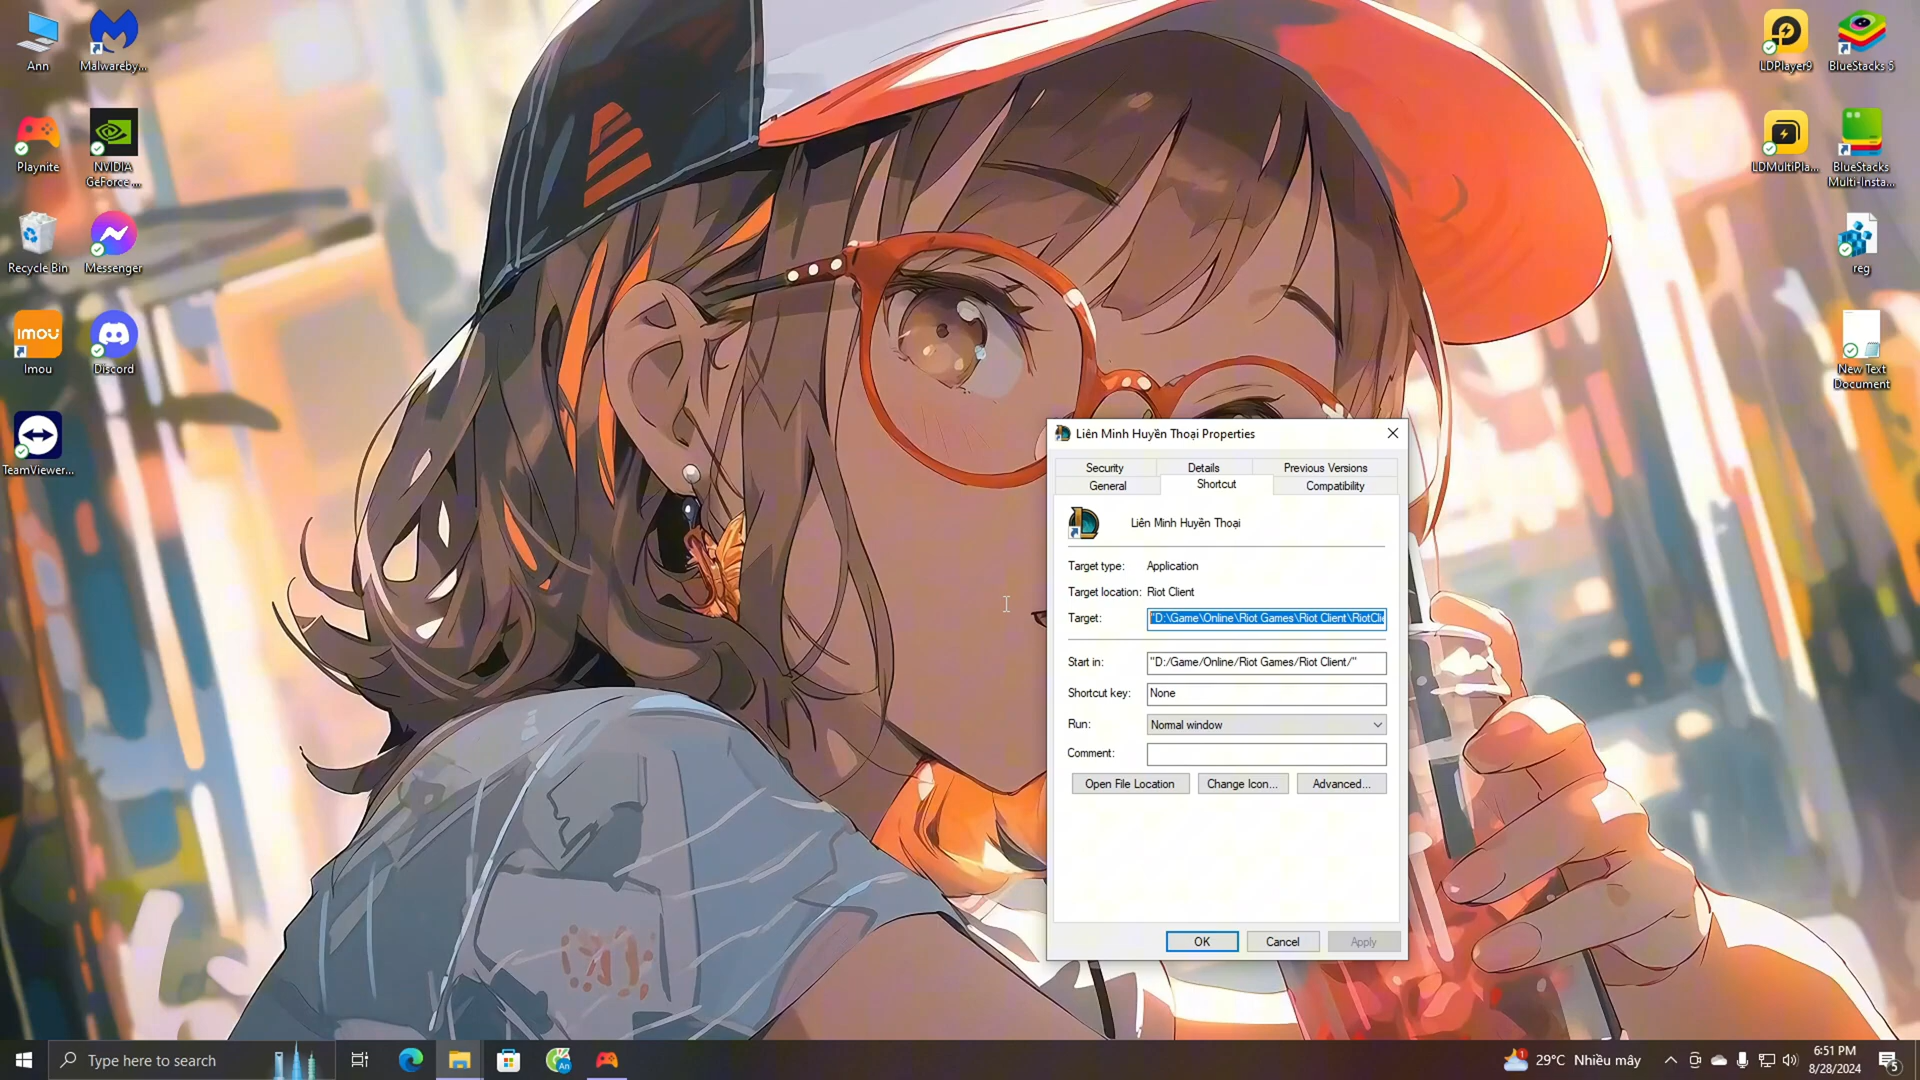 Ann
Malwareby...
Playnite
NVIDIA
GeForce ...
Recycle Bin
Messenger
imou
Imou
Discord
TeamViewer...
LDPlayer9
BlueStacks 5
LDMultiPla...
BlueStacks
Multi-Insta...
reg
New Text
Document
Liên Minh Huyền Thoại Properties
Security
Details
Previous Versions
General
Shortcut
Compatibility
Liên Minh Huyền Thoại
Target type:
Application
Target location:
Riot Client
Target:
"D:\Game\Online\Riot Games\Riot Client\RiotClie
Start in:
"D:/Game/Online/Riot Games/Riot Client/"
Shortcut key:
None
Run:
Normal window
Comment:
Open File Location
Change Icon...
Advanced...
OK
Cancel
Apply
Type here to search
An
1
29°C Nhiều mây
6:51 PM
8/28/2024
5